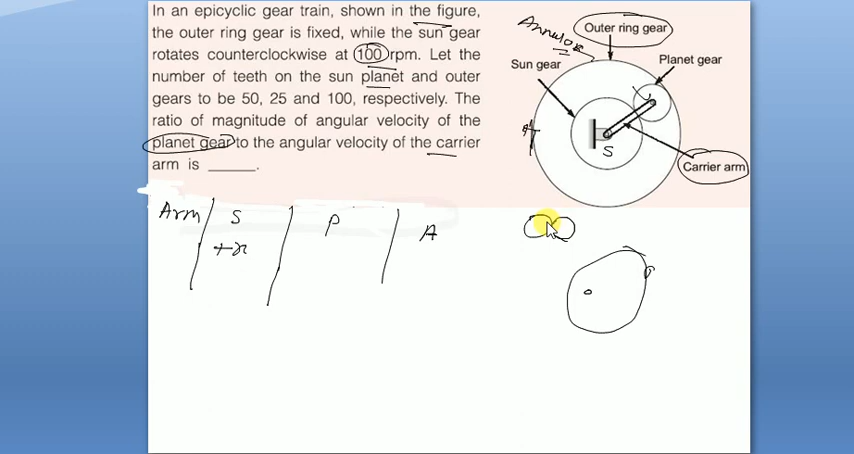 In an epicyclic gear train, shown in the figure,
the outer ring gear is fixed, while the sun gear
rotates counterclockwise at 100 rpm. Let the
number of teeth on the sun planet and outer
gears to be 50, 25 and 100, respectively. The
ratio of magnitude of angular velocity of the
planet gear to the angular velocity of the carrier
arm is ______.
Annulor
Outer ring gear
Sun gear
Planet gear
S
Carrier arm
Arm S P A
+x